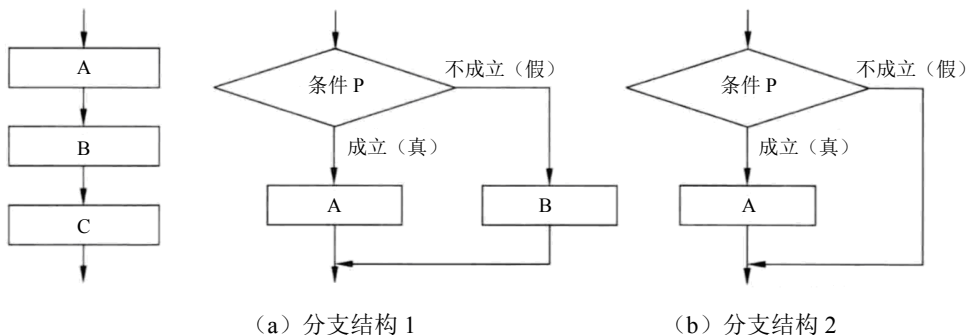 A
B
C
条件 P
不成立（假）
成立（真）
A
B
条件 P
不成立（假）
成立（真）
A
（a）分支结构 1
（b）分支结构 2